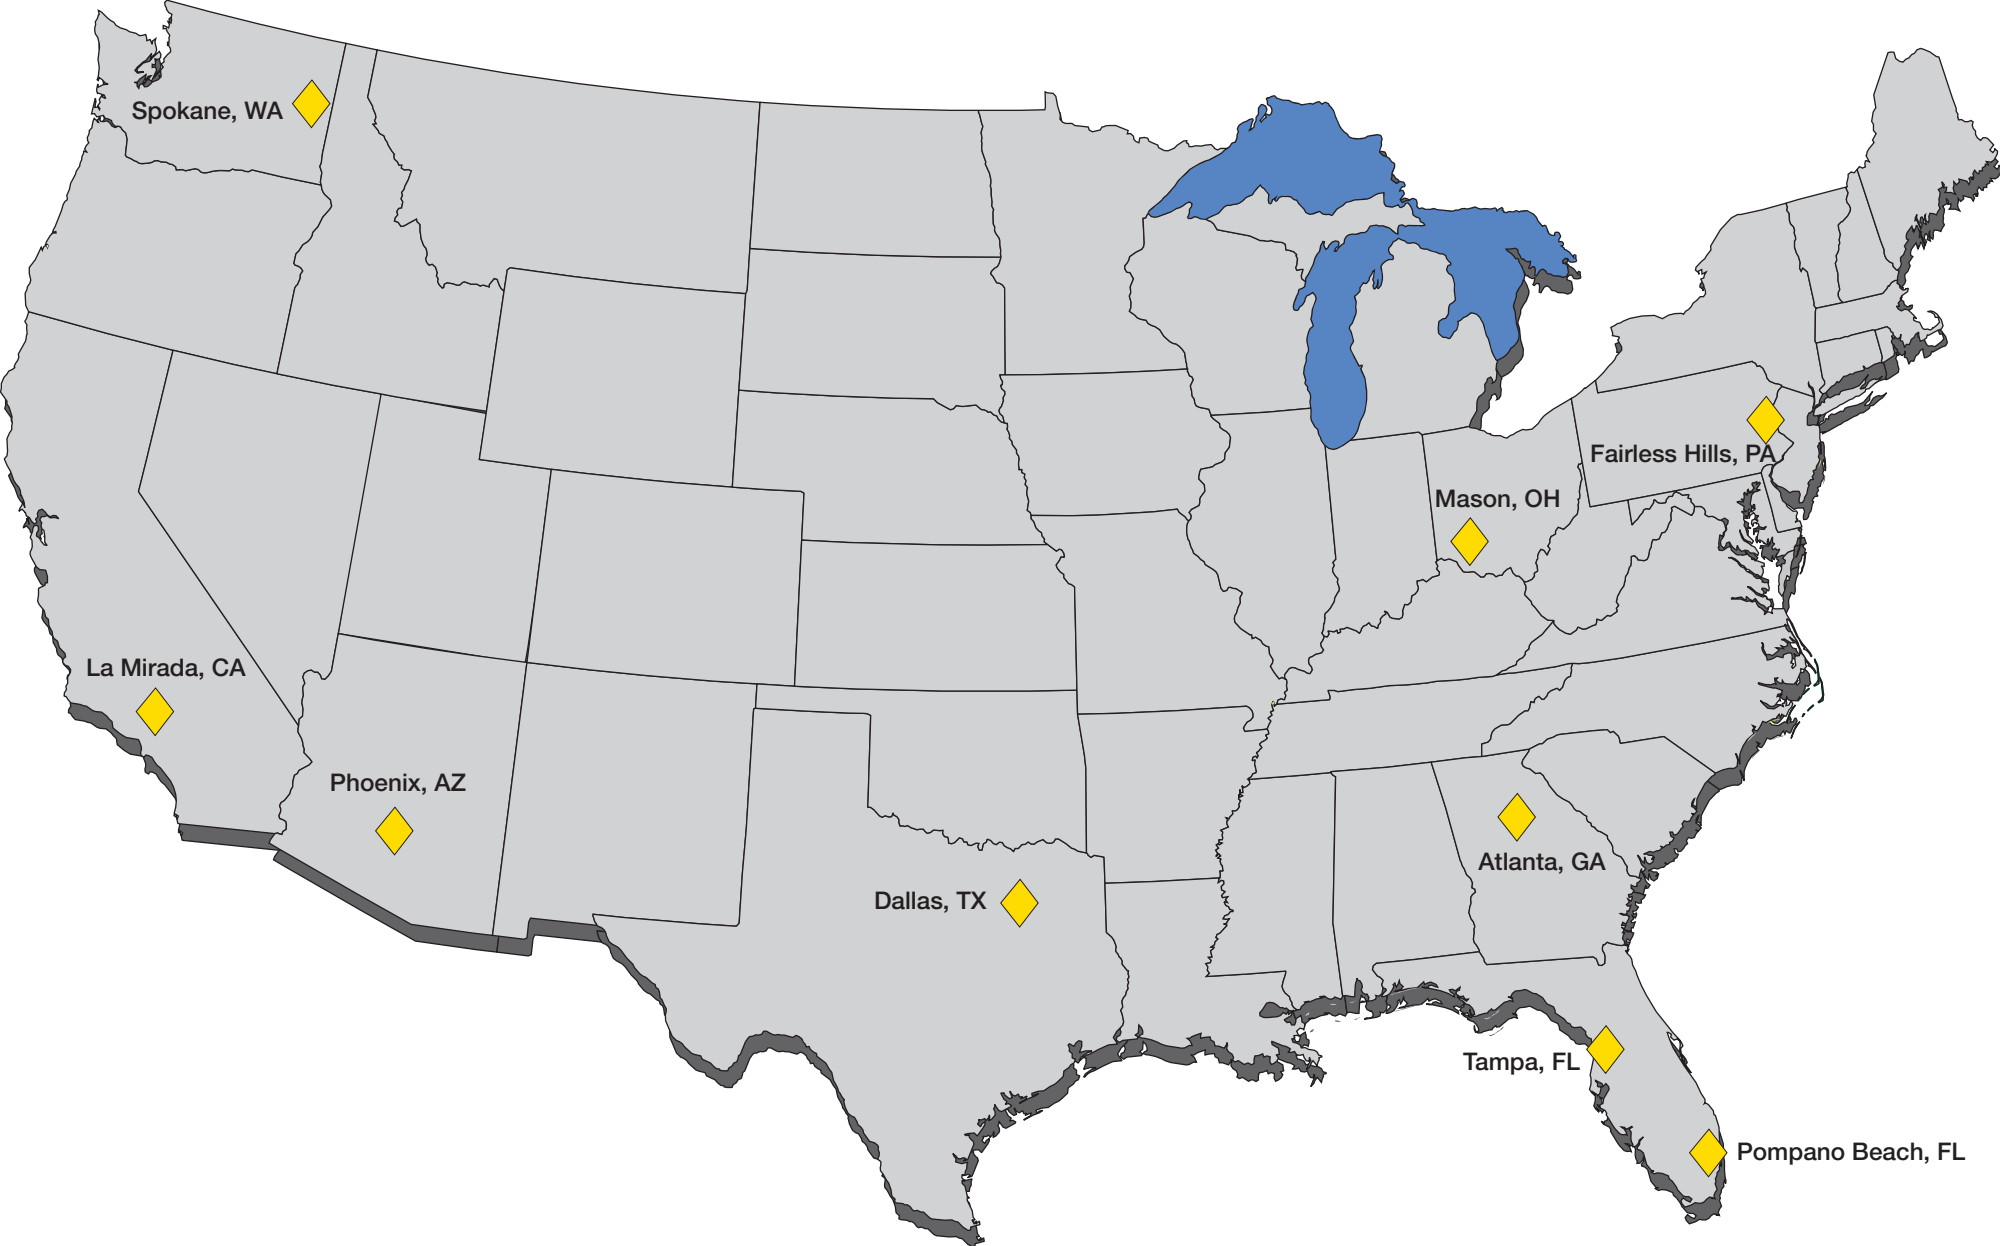 Spokane, WA
Fairless Hills, PA
Mason, OH
La Mirada, CA
Phoenix, AZ
Atlanta, GA
Dallas, TX
Tampa, FL
Pompano Beach, FL